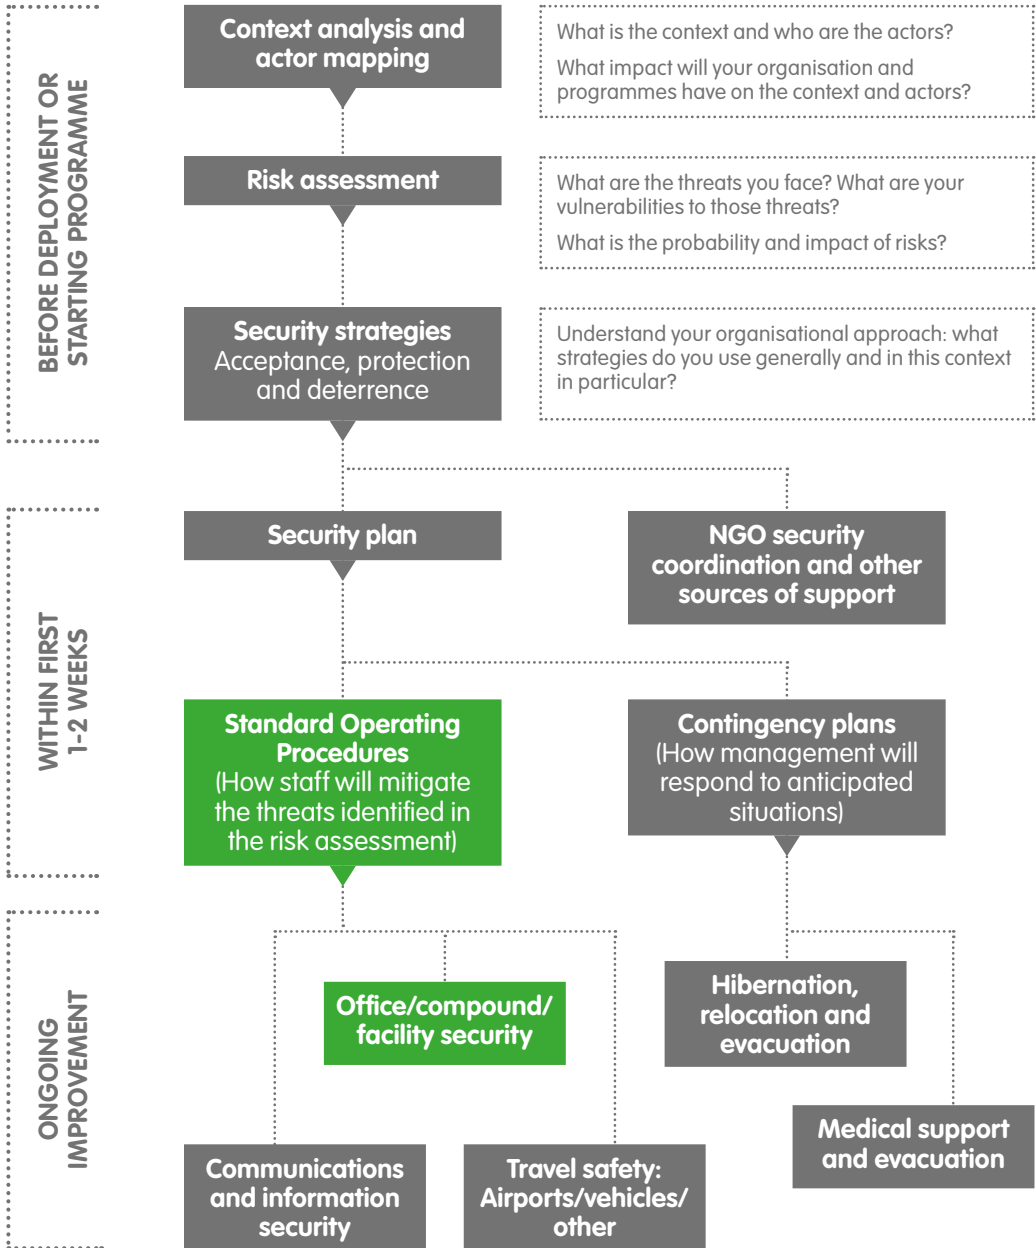 BEFORE DEPLOYMENT OR
STARTING PROGRAMME
Context analysis and
actor mapping
What is the context and who are the actors?
What impact will your organisation and
programmes have on the context and actors?
Risk assessment
What are the threats you face? What are your
vulnerabilities to those threats?
What is the probability and impact of risks?
Security strategies
Acceptance, protection
and deterrence
Understand your organisational approach: what
strategies do you use generally and in this context
in particular?
WITHIN FIRST
1-2 WEEKS
Security plan
NGO security
coordination and other
sources of support
Standard Operating
Procedures
(How staff will mitigate
the threats identified in
the risk assessment)
Contingency plans
(How management will
respond to anticipated
situations)
ONGOING
IMPROVEMENT
Office/compound/
facility security
Hibernation,
relocation and
evacuation
Communications
and information
security
Travel safety:
Airports/vehicles/
other
Medical support
and evacuation